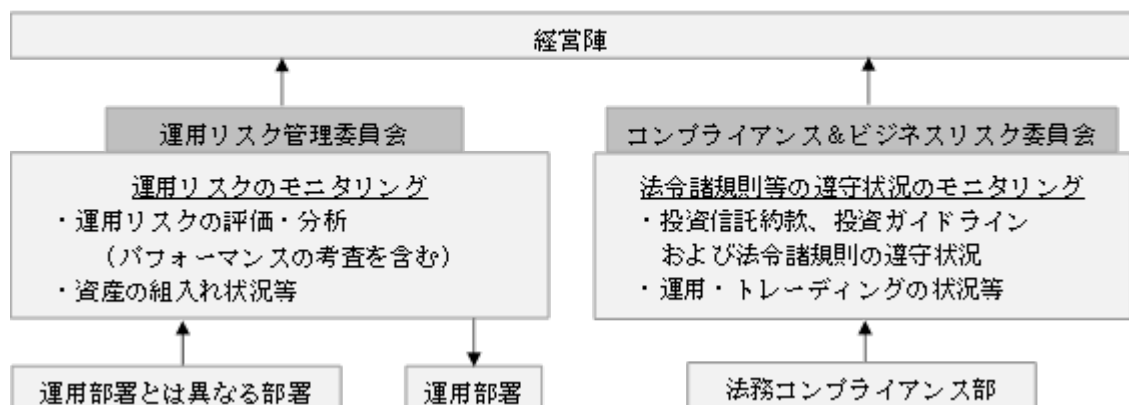 経営陣
運用リスク管理委員会
運用リスクのモニタリング
・運用リスクの評価・分析
（パフォーマンスの考査を含む）
・資産の組入れ状況等
運用部署とは異なる部署
運用部署
コンプライアンス＆ビジネスリスク委員会
法令諸規則等の遵守状況のモニタリング
・投資信託約款、投資ガイドライン
および法令諸規則の遵守状況
・運用・トレーディングの状況等
法務コンプライアンス部